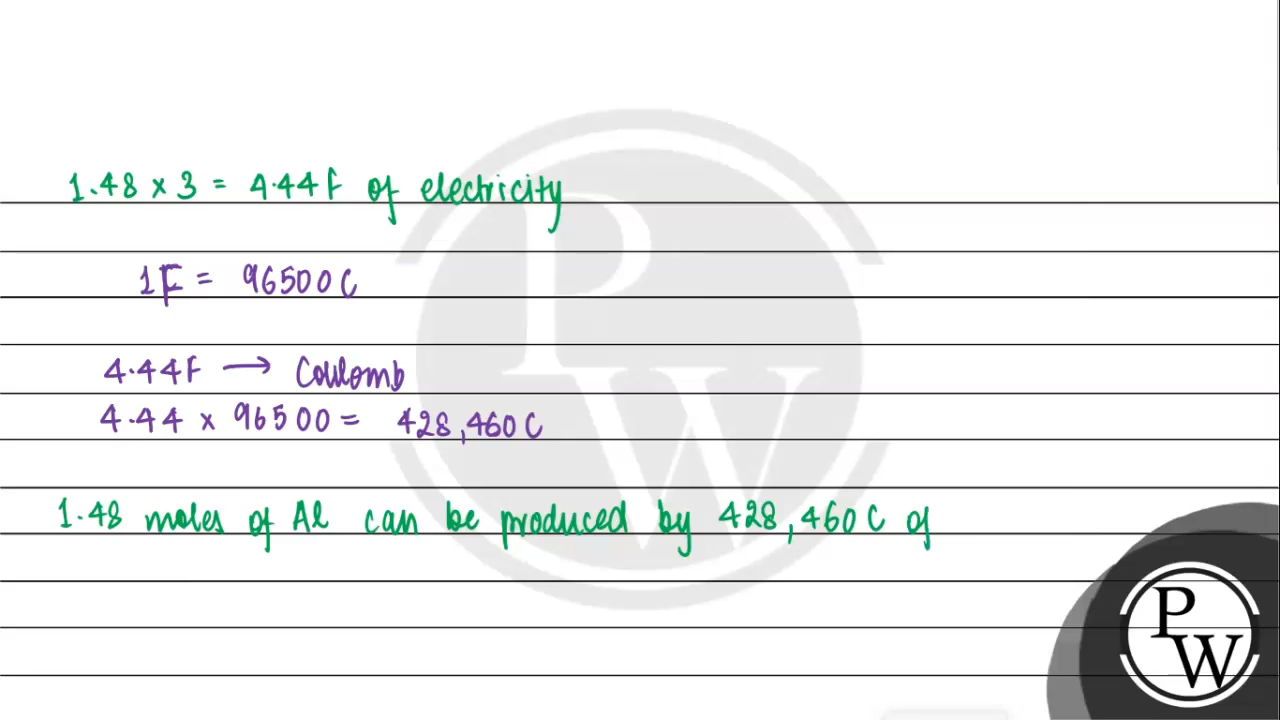 1.48 × 3 = 4.44F of electricity
1F = 96500C
4.44F → Coulomb
4.44 × 96500 = 428,460C
1.48 moles of Al can be produced by 428,460C of
P
W
P
W